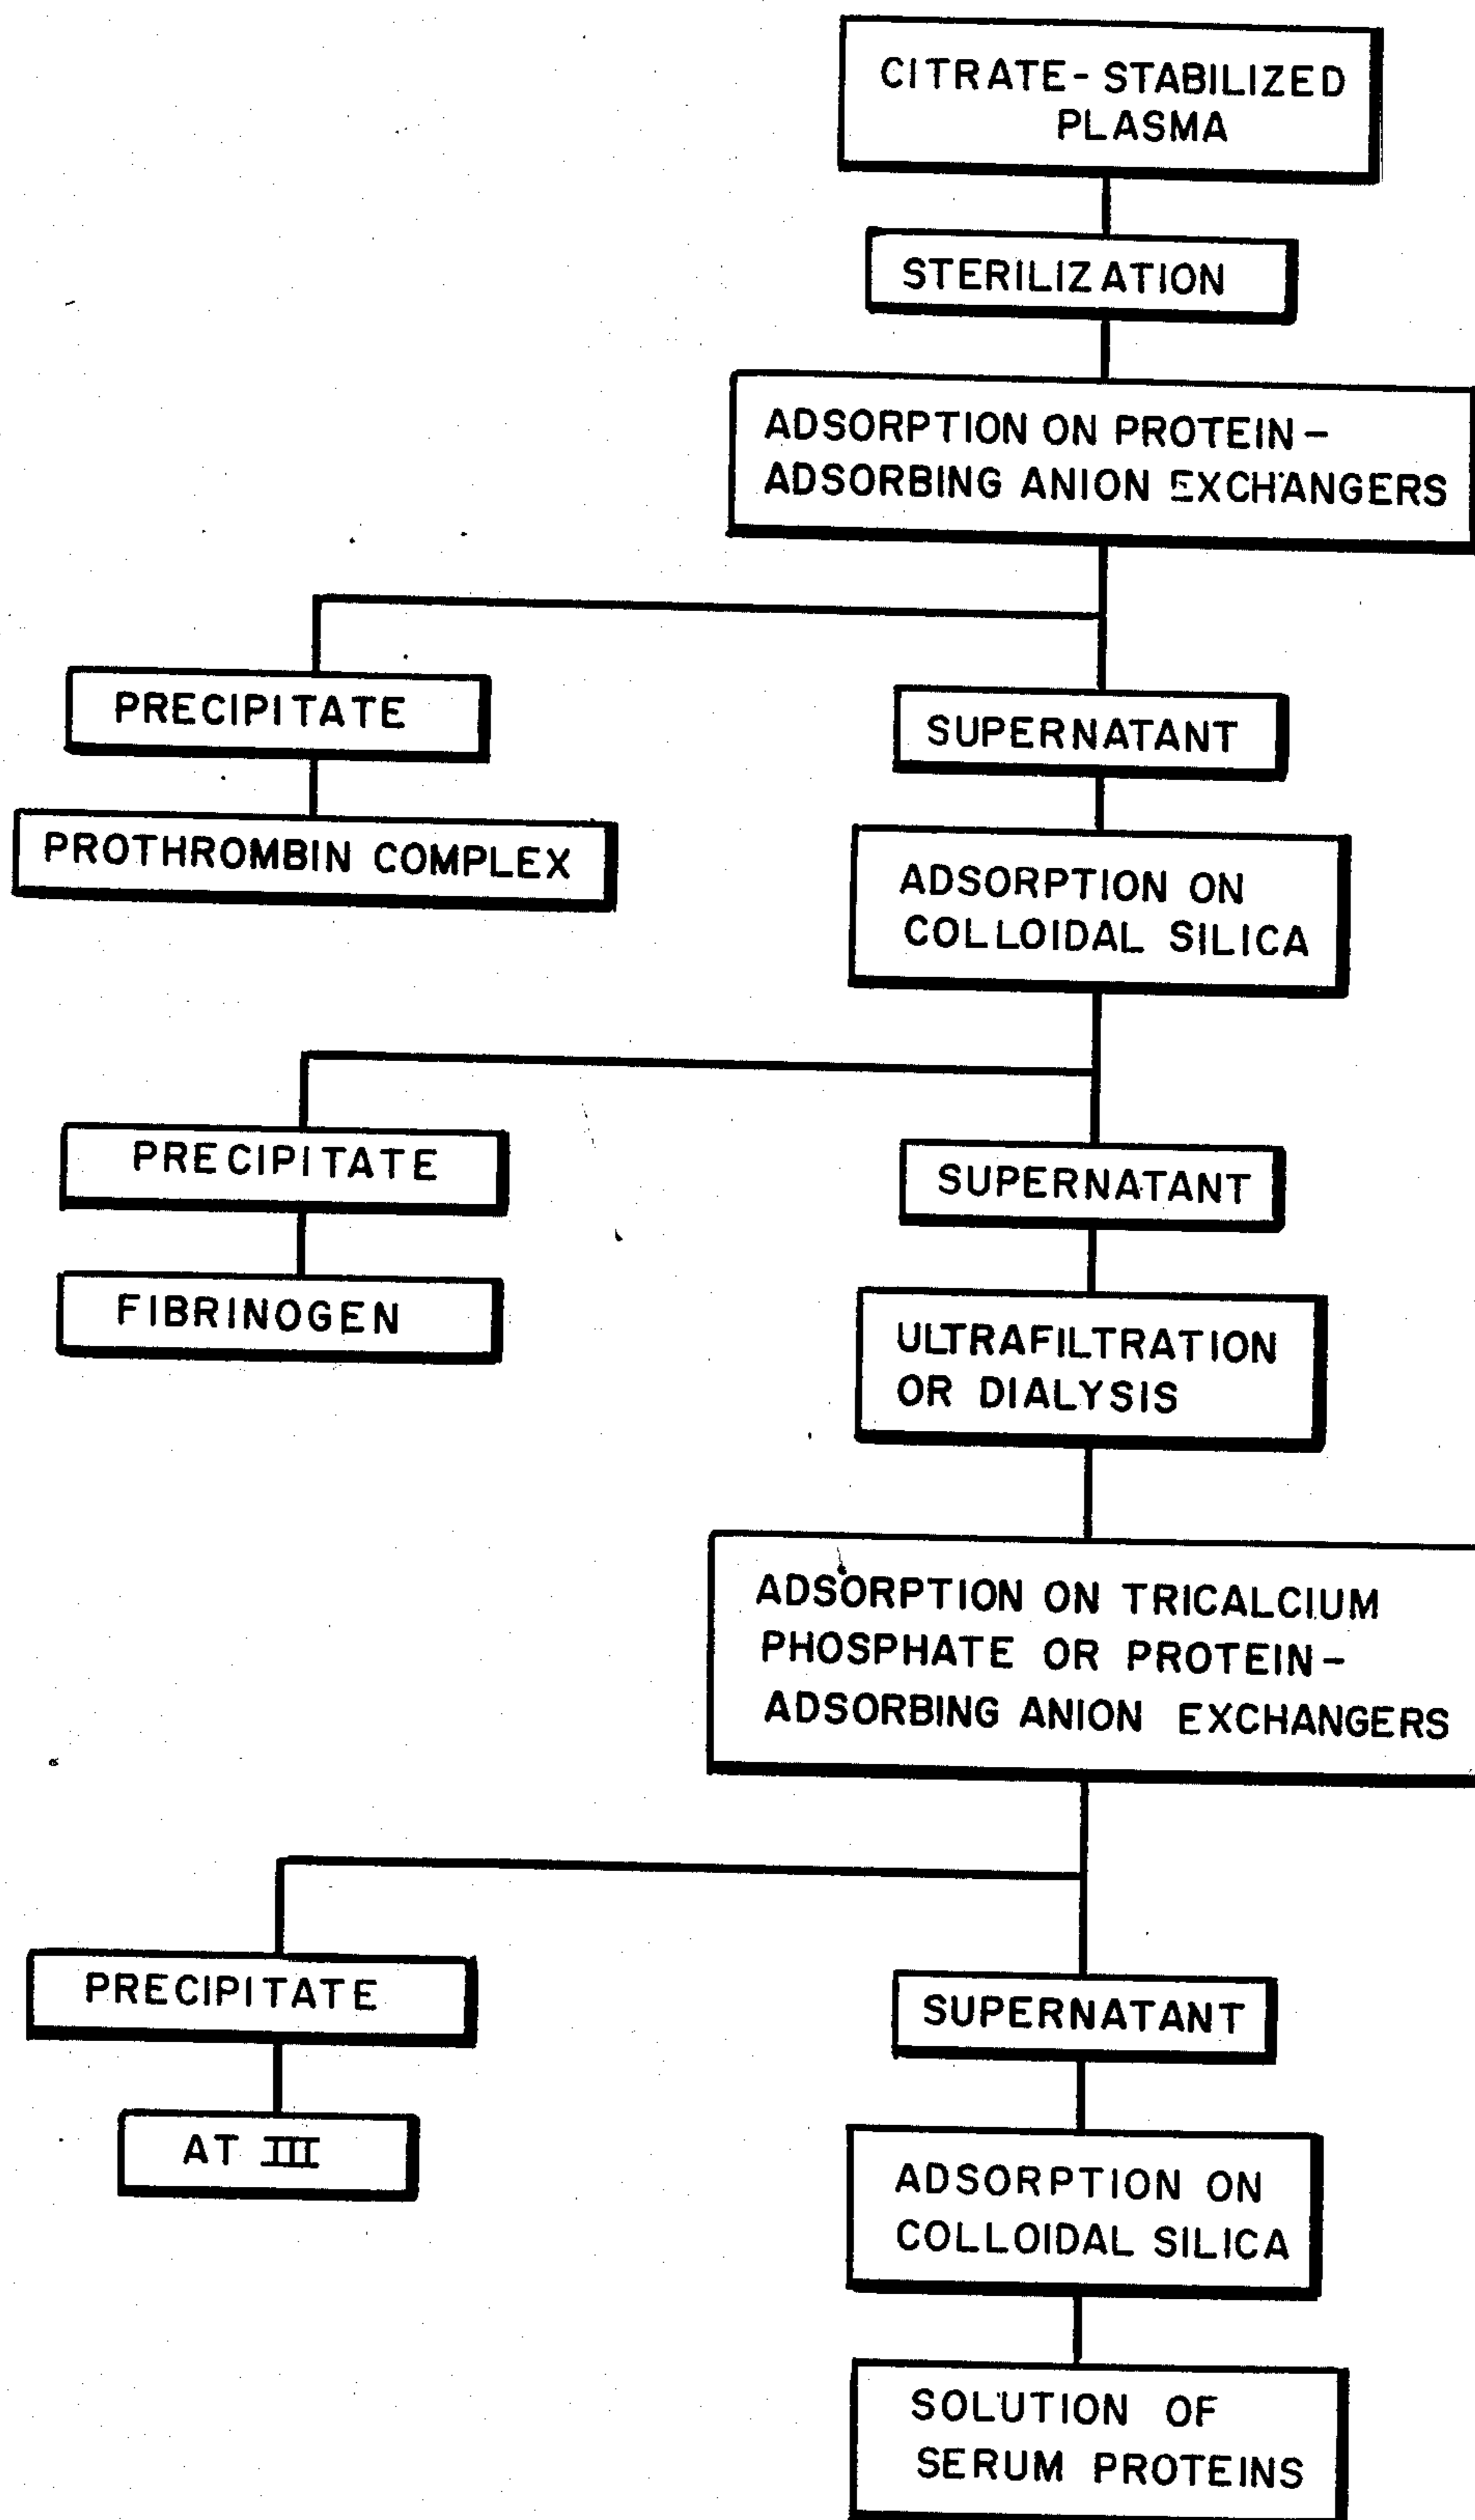 CITRATE-STABILIZED
PLASMA
STERILIZATION
ADSORPTION ON PROTEIN-
ADSORBING ANION EXCHANGERS
PRECIPITATE
SUPERNATANT
PROTHROMBIN COMPLEX
ADSORPTION ON
COLLOIDAL SILICA
PRECIPITATE
SUPERNATANT
FIBRINOGEN
ULTRAFILTRATION
OR DIALYSIS
ADSORPTION ON TRICALCIUM
PHOSPHATE OR PROTEIN-
ADSORBING ANION EXCHANGERS
PRECIPITATE
SUPERNATANT
AT III
ADSORPTION ON
COLLOIDAL SILICA
SOLUTION OF
SERUM PROTEINS